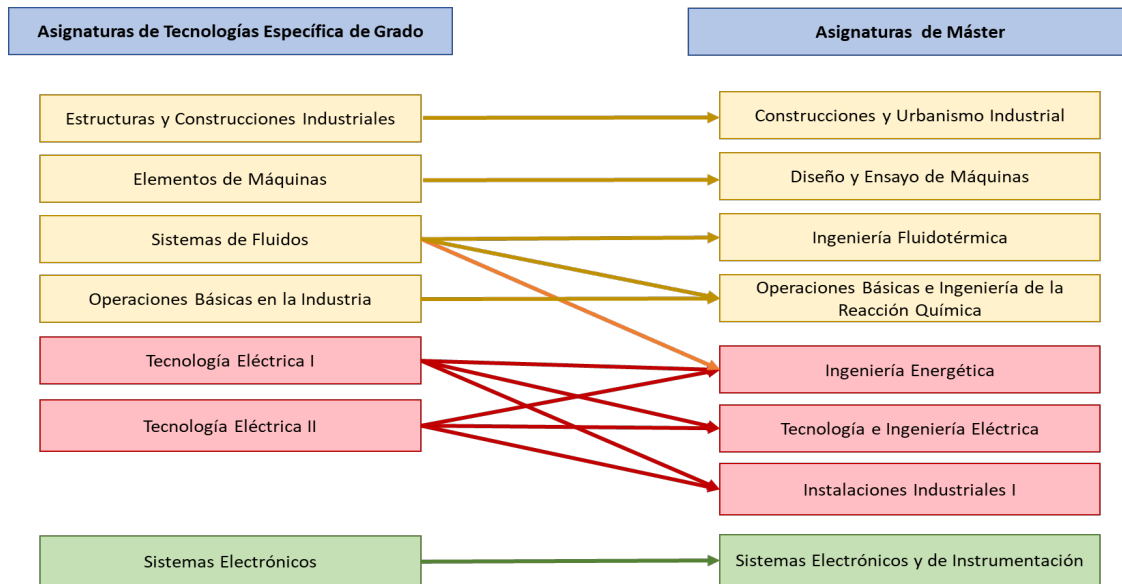 Asignaturas de Tecnologías Específica de Grado
Asignaturas de Máster
Estructuras y Construcciones Industriales
Construcciones y Urbanismo Industrial
Elementos de Máquinas
Diseño y Ensayo de Máquinas
Sistemas de Fluidos
Ingeniería Fluidotérmica
Operaciones Básicas en la Industria
Operaciones Básicas e Ingeniería de la
Reacción Química
Tecnología Eléctrica I
Ingeniería Energética
Tecnología Eléctrica II
Tecnología e Ingeniería Eléctrica
Instalaciones Industriales I
Sistemas Electrónicos
Sistemas Electrónicos y de Instrumentación